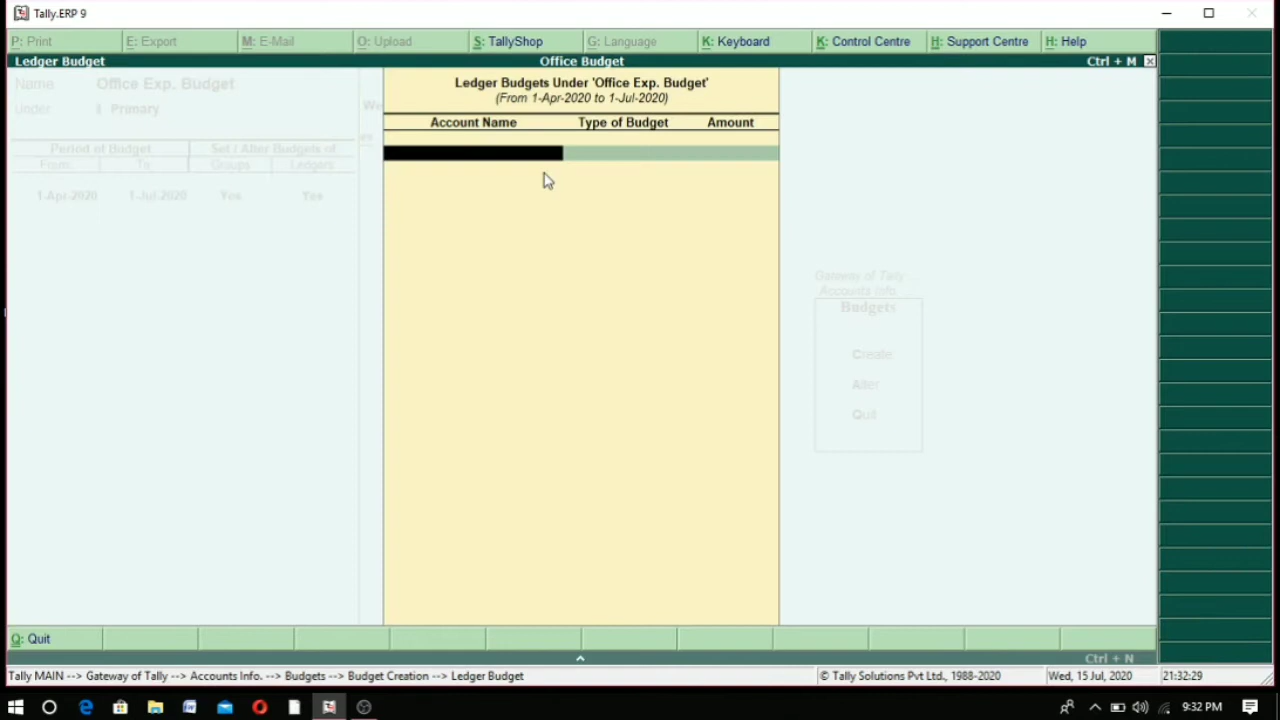 Tally.ERP 9
P: Print E: Export M: E-Mail O: Upload S: TallyShop G: Language K: Keyboard K: Control Centre H: Support Centre H: Help
Ledger Budget Office Budget Ctrl + M
Name Office Exp. Budget
Under Primary
Period of Budget Set / Alter Budgets of
From To Groups Ledgers
1-Apr-2020 1-Jul-2020 Yes Yes
Ledger Budgets Under 'Office Exp. Budget'
(From 1-Apr-2020 to 1-Jul-2020)
Account Name Type of Budget Amount
Gateway of Tally ...
Accounts Info. ...
Budgets
Create
Alter
Quit
Q: Quit
Ctrl + N
Tally MAIN --> Gateway of Tally --> Accounts Info. --> Budgets --> Budget Creation --> Ledger Budget © Tally Solutions Pvt Ltd., 1988-2020 Wed, 15 Jul, 2020 21:32:29
9:32 PM